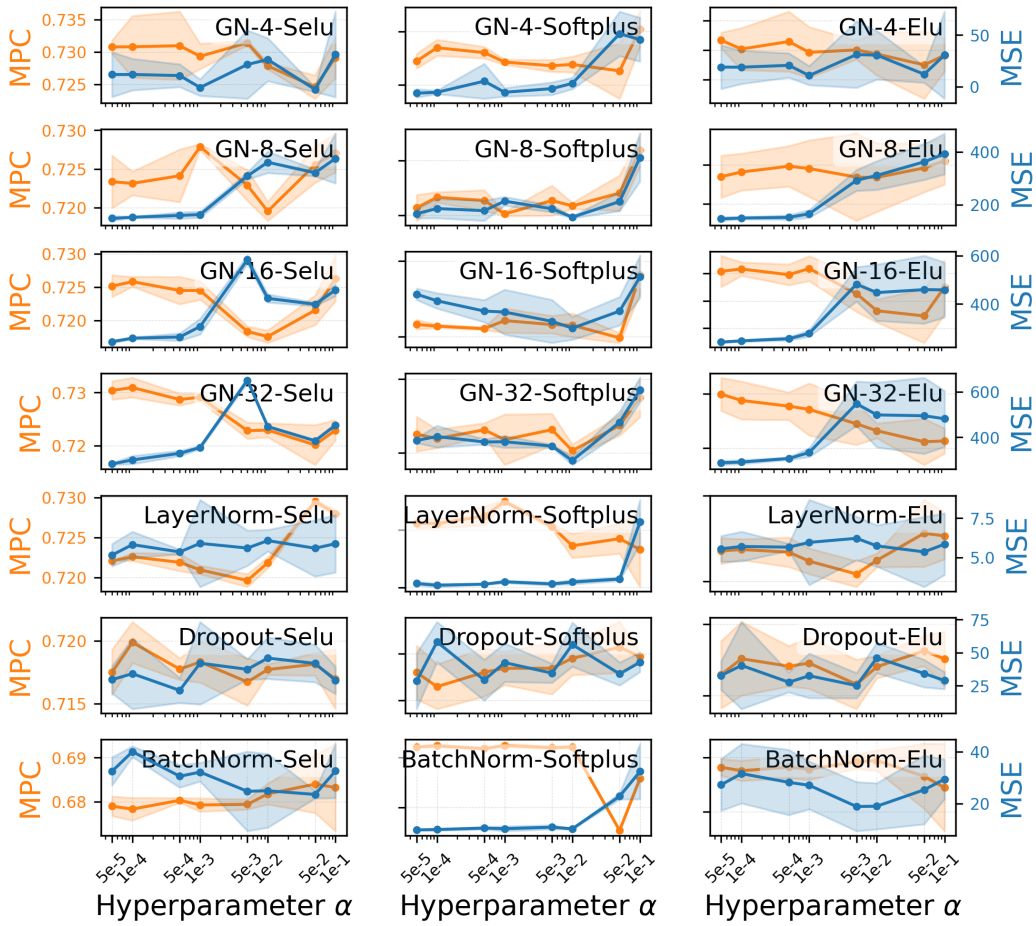 MPC
0.735
0.730
0.725
GN-4-Selu
GN-4-Softplus
GN-4-Elu
50
0
MSE
MPC
0.730
0.725
0.720
GN-8-Selu
GN-8-Softplus
GN-8-Elu
400
200
MSE
MPC
0.730
0.725
0.720
GN-16-Selu
GN-16-Softplus
GN-16-Elu
600
400
MSE
MPC
0.73
0.72
GN-32-Selu
GN-32-Softplus
GN-32-Elu
600
400
MSE
MPC
0.730
0.725
0.720
LayerNorm-Selu
LayerNorm-Softplus
LayerNorm-Elu
7.5
5.0
MSE
MPC
0.720
0.715
Dropout-Selu
Dropout-Softplus
Dropout-Elu
75
50
25
MSE
MPC
0.69
0.68
BatchNorm-Selu
BatchNorm-Softplus
BatchNorm-Elu
40
20
MSE
5e-5
1e-4
5e-4
1e-3
5e-3
1e-2
5e-2
1e-1
5e-5
1e-4
5e-4
1e-3
5e-3
1e-2
5e-2
1e-1
5e-5
1e-4
5e-4
1e-3
5e-3
1e-2
5e-2
1e-1
Hyperparameter α
Hyperparameter α
Hyperparameter α